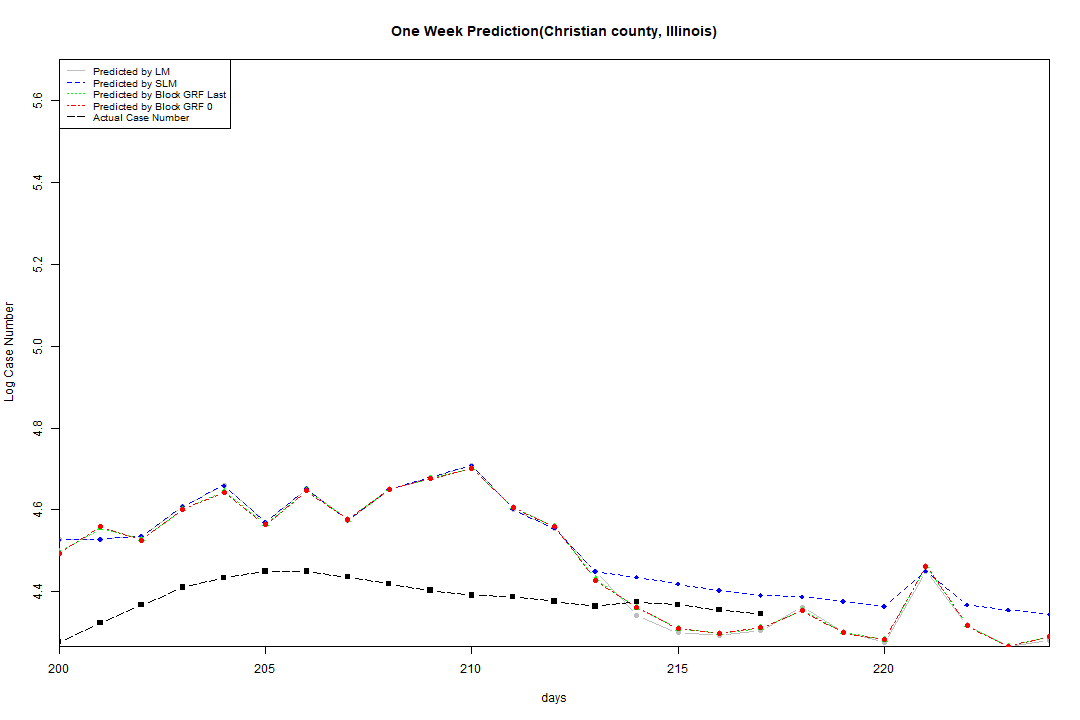 One Week Prediction(Christian county, Illinois)
Predicted by LM
Predicted by SLM
Predicted by Block GRF Last
Predicted by Block GRF 0
Actual Case Number
Log Case Number
5.6
5.4
5.2
5.0
4.8
4.6
4.4
200 205 210 215 220
days